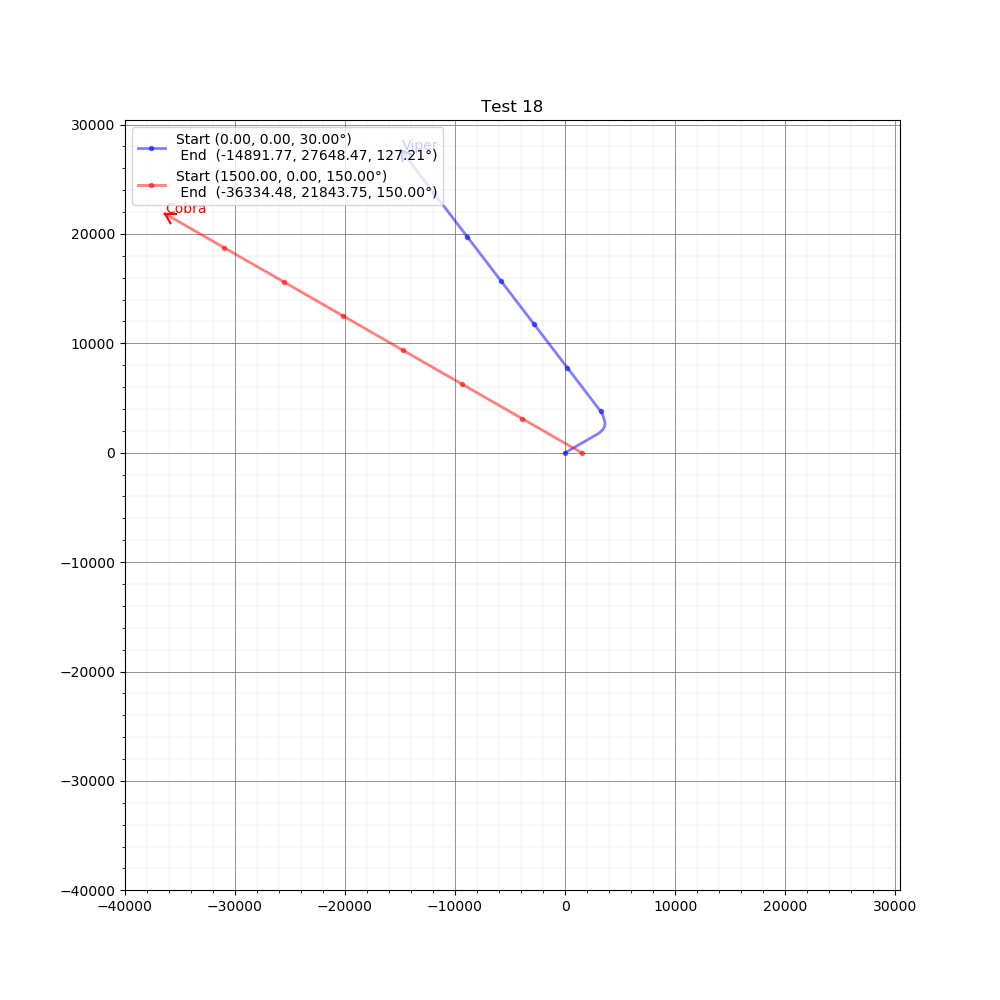 Test 18
Start (0.00, 0.00, 30.00°)
End (-14891.77, 27648.47, 127.21°)
Start (1500.00, 0.00, 150.00°)
End (-36334.48, 21843.75, 150.00°)
Viper
Cobra
30000
20000
10000
0
−10000
−20000
−30000
−40000
−40000 −30000 −20000 −10000 0 10000 20000 30000